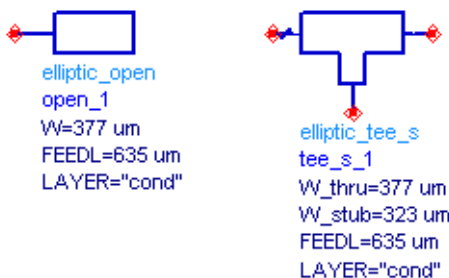 elliptic_open
open_1
W=377 um
FEEDL=635 um
LAYER="cond"
elliptic_tee_s
tee_s_1
W_thru=377 um
W_stub=323 um
FEEDL=635 um
LAYER="cond"